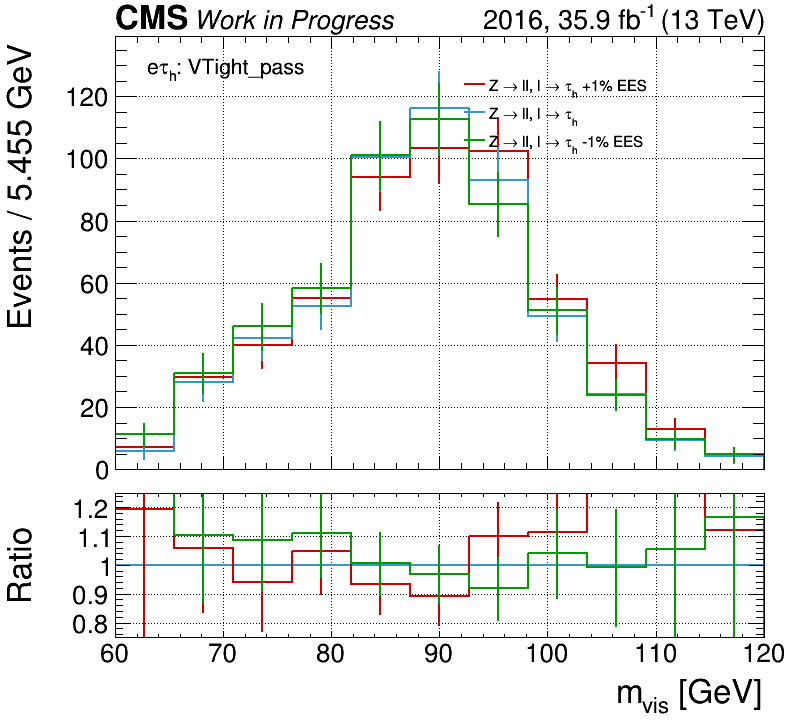 CMS Work in Progress 2016, 35.9 fb⁻¹ (13 TeV)
eτₕ: VTight_pass
Z → ll, l → τₕ +1% EES
Z → ll, l → τₕ
Z → ll, l → τₕ -1% EES
Events / 5.455 GeV
120
100
80
60
40
20
0
Ratio
1.2
1.1
1
0.9
0.8
60 70 80 90 100 110 120
m_vis [GeV]